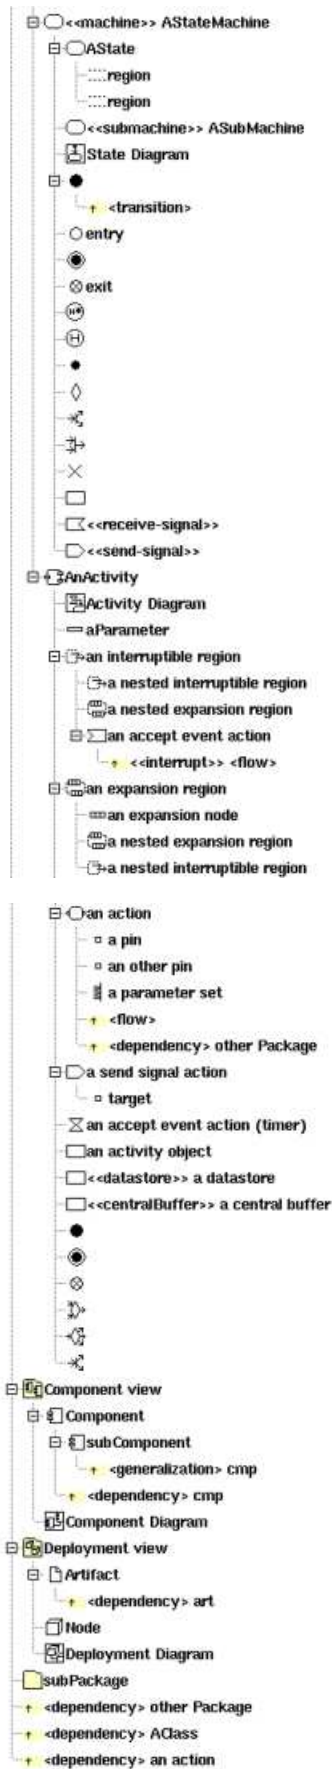 <<machine>> AStateMachine
AState
region
region
<<submachine>> ASubMachine
State Diagram
<transition>
entry
exit
H*
H
<<receive-signal>>
<<send-signal>>
AnActivity
Activity Diagram
aParameter
an interruptible region
a nested interruptible region
a nested expansion region
an accept event action
<<interrupt>> <flow>
an expansion region
an expansion node
a nested expansion region
a nested interruptible region
an action
a pin
an other pin
a parameter set
<flow>
<dependency> other Package
a send signal action
target
an accept event action (timer)
an activity object
<<datastore>> a datastore
<<centralBuffer>> a central buffer
Component view
Component
subComponent
<generalization> cmp
<dependency> cmp
Component Diagram
Deployment view
Artifact
<dependency> art
Node
Deployment Diagram
subPackage
<dependency> other Package
<dependency> AClass
<dependency> an action